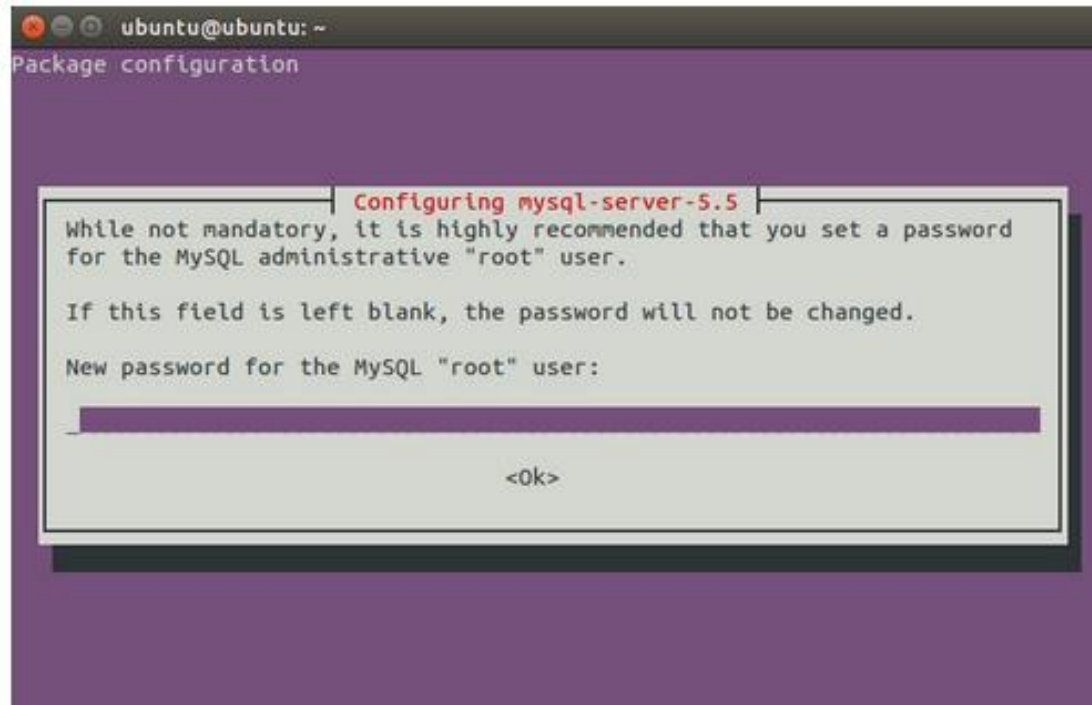 ubuntu@ubuntu: ~
Package configuration
Configuring mysql-server-5.5
While not mandatory, it is highly recommended that you set a password
for the MySQL administrative "root" user.
If this field is left blank, the password will not be changed.
New password for the MySQL "root" user:
_
<Ok>